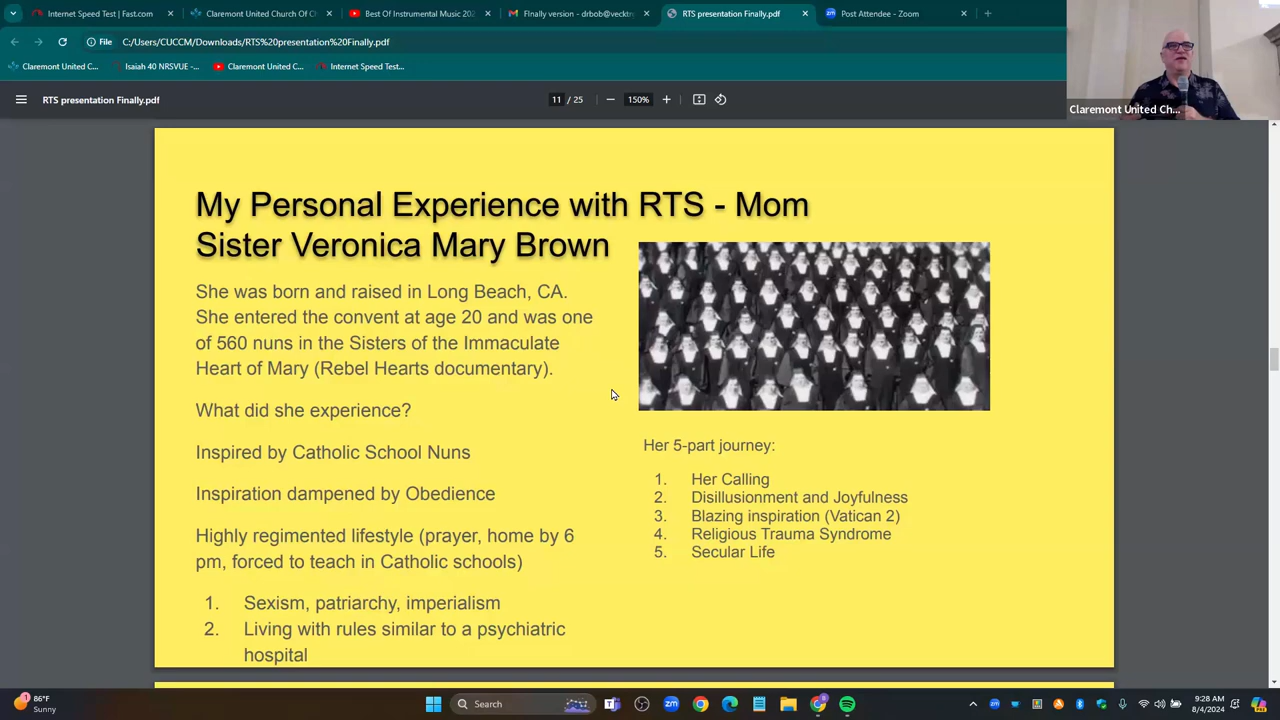 Internet Speed Test | Fast.com
Claremont United Church Of C
Best Of Instrumental Music 202
FInally version - drbob@vecktro
RTS presentation Finally.pdf
Post Attendee - Zoom
File
C:/Users/CUCCM/Downloads/RTS%20presentation%20Finally.pdf
Claremont United C...
Isaiah 40 NRSVUE -...
Claremont United C...
Internet Speed Test...
RTS presentation Finally.pdf
11 / 25
150%
Claremont United Ch...
My Personal Experience with RTS - Mom
Sister Veronica Mary Brown
She was born and raised in Long Beach, CA.
She entered the convent at age 20 and was one
of 560 nuns in the Sisters of the Immaculate
Heart of Mary (Rebel Hearts documentary).
What did she experience?
Inspired by Catholic School Nuns
Inspiration dampened by Obedience
Highly regimented lifestyle (prayer, home by 6
pm, forced to teach in Catholic schools)
1. Sexism, patriarchy, imperialism
2. Living with rules similar to a psychiatric
hospital
Her 5-part journey:
1. Her Calling
2. Disillusionment and Joyfulness
3. Blazing inspiration (Vatican 2)
4. Religious Trauma Syndrome
5. Secular Life
86°F
Sunny
Search
9:28 AM
8/4/2024